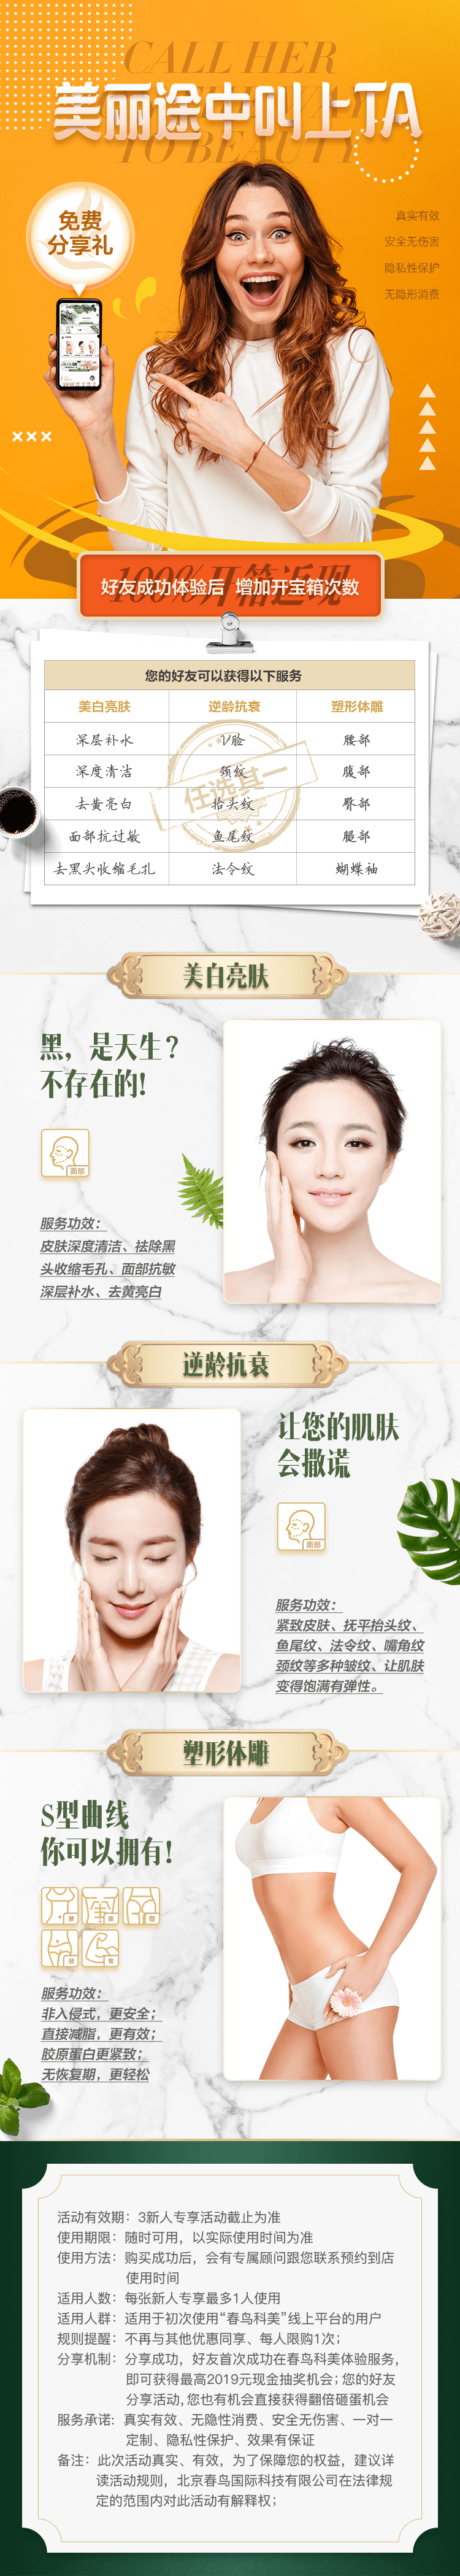 CALL HER
WAY
TO BEAUTY
美丽途中叫上TA
免费
分享礼
真实有效
安全无伤害
隐私性保护
无隐形消费
100%开箱返现
好友成功体验后 增加开宝箱次数
您的好友可以获得以下服务
美白亮肤 逆龄抗衰 塑形体雕
深层补水 V脸 腰部
深度清洁 颈纹 腹部
去黄亮白 抬头纹 臀部
面部抗过敏 鱼尾纹 腿部
去黑头收缩毛孔 法令纹 蝴蝶袖
任选其一
美白亮肤
黑，是天生？
不存在的!
面部
服务功效：
皮肤深度清洁、祛除黑
头收缩毛孔、面部抗敏
深层补水、去黄亮白
逆龄抗衰
让您的肌肤
会撒谎
面部
服务功效：
紧致皮肤、抚平抬头纹、
鱼尾纹、法令纹、嘴角纹
颈纹等多种皱纹、让肌肤
变得饱满有弹性。
塑形体雕
S型曲线
你可以拥有!
服务功效：
非入侵式，更安全；
直接减脂，更有效；
胶原蛋白更紧致；
无恢复期，更轻松
活动有效期：3新人专享活动截止为准
使用期限：随时可用，以实际使用时间为准
使用方法：购买成功后，会有专属顾问跟您联系预约到店
使用时间
适用人数：每张新人专享最多1人使用
适用人群：适用于初次使用“春鸟科美”线上平台的用户
规则提醒：不再与其他优惠同享、每人限购1次；
分享机制：分享成功，好友首次成功在春鸟科美体验服务，
即可获得最高2019元现金抽奖机会；您的好友
分享活动，您也有机会直接获得翻倍砸蛋机会
服务承诺：真实有效、无隐性消费、安全无伤害、一对一
定制、隐私性保护、效果有保证
备注：此次活动真实、有效，为了保障您的权益，建议详
读活动规则，北京春鸟国际科技有限公司在法律规
定的范围内对此活动有解释权；